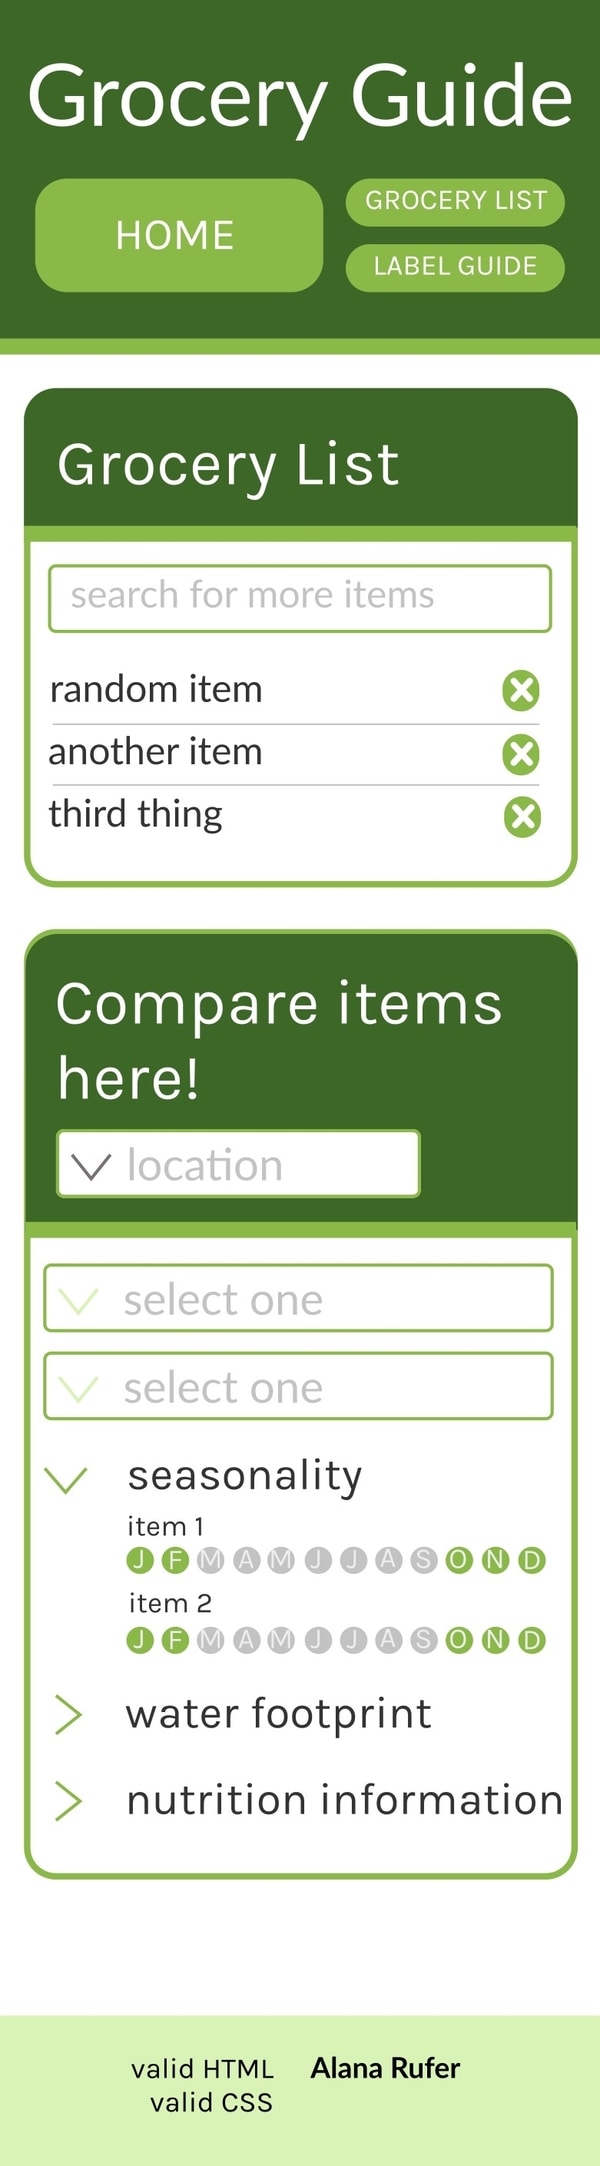 Grocery Guide
HOME
GROCERY LIST
LABEL GUIDE
Grocery List
search for more items
random item
another item
third thing
Compare items
here!
location
select one
select one
seasonality
item 1
J F M A M J J A S O N D
item 2
J F M A M J J A S O N D
water footprint
nutrition information
valid HTML Alana Rufer
valid CSS